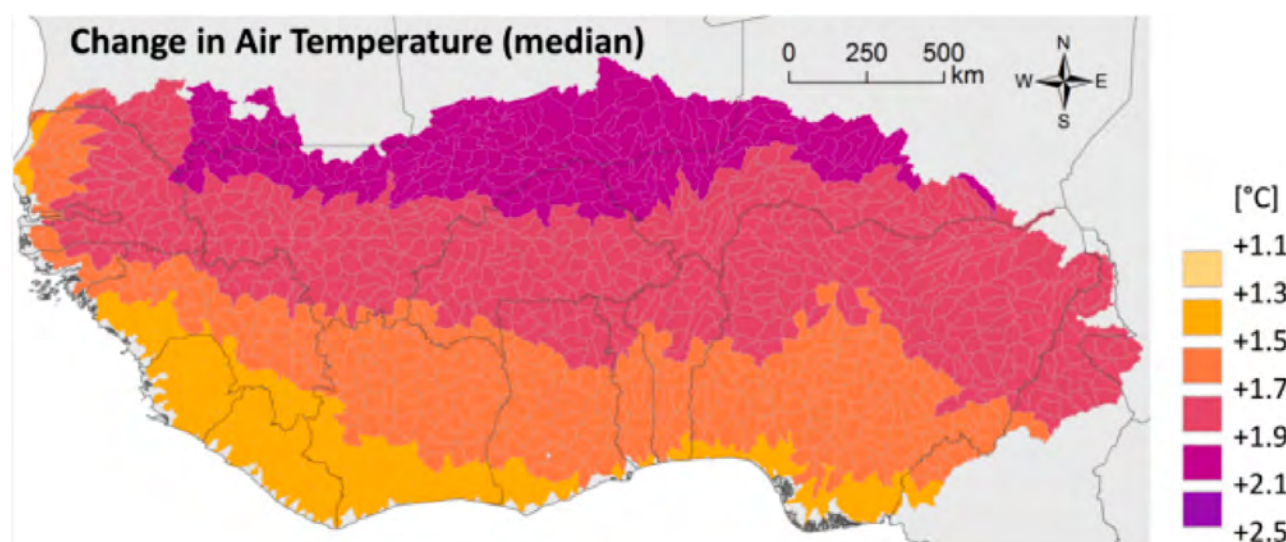 Change in Air Temperature (median)
0 250 500
km
N
W E
S
[°C]
+1.1
+1.3
+1.5
+1.7
+1.9
+2.1
+2.5